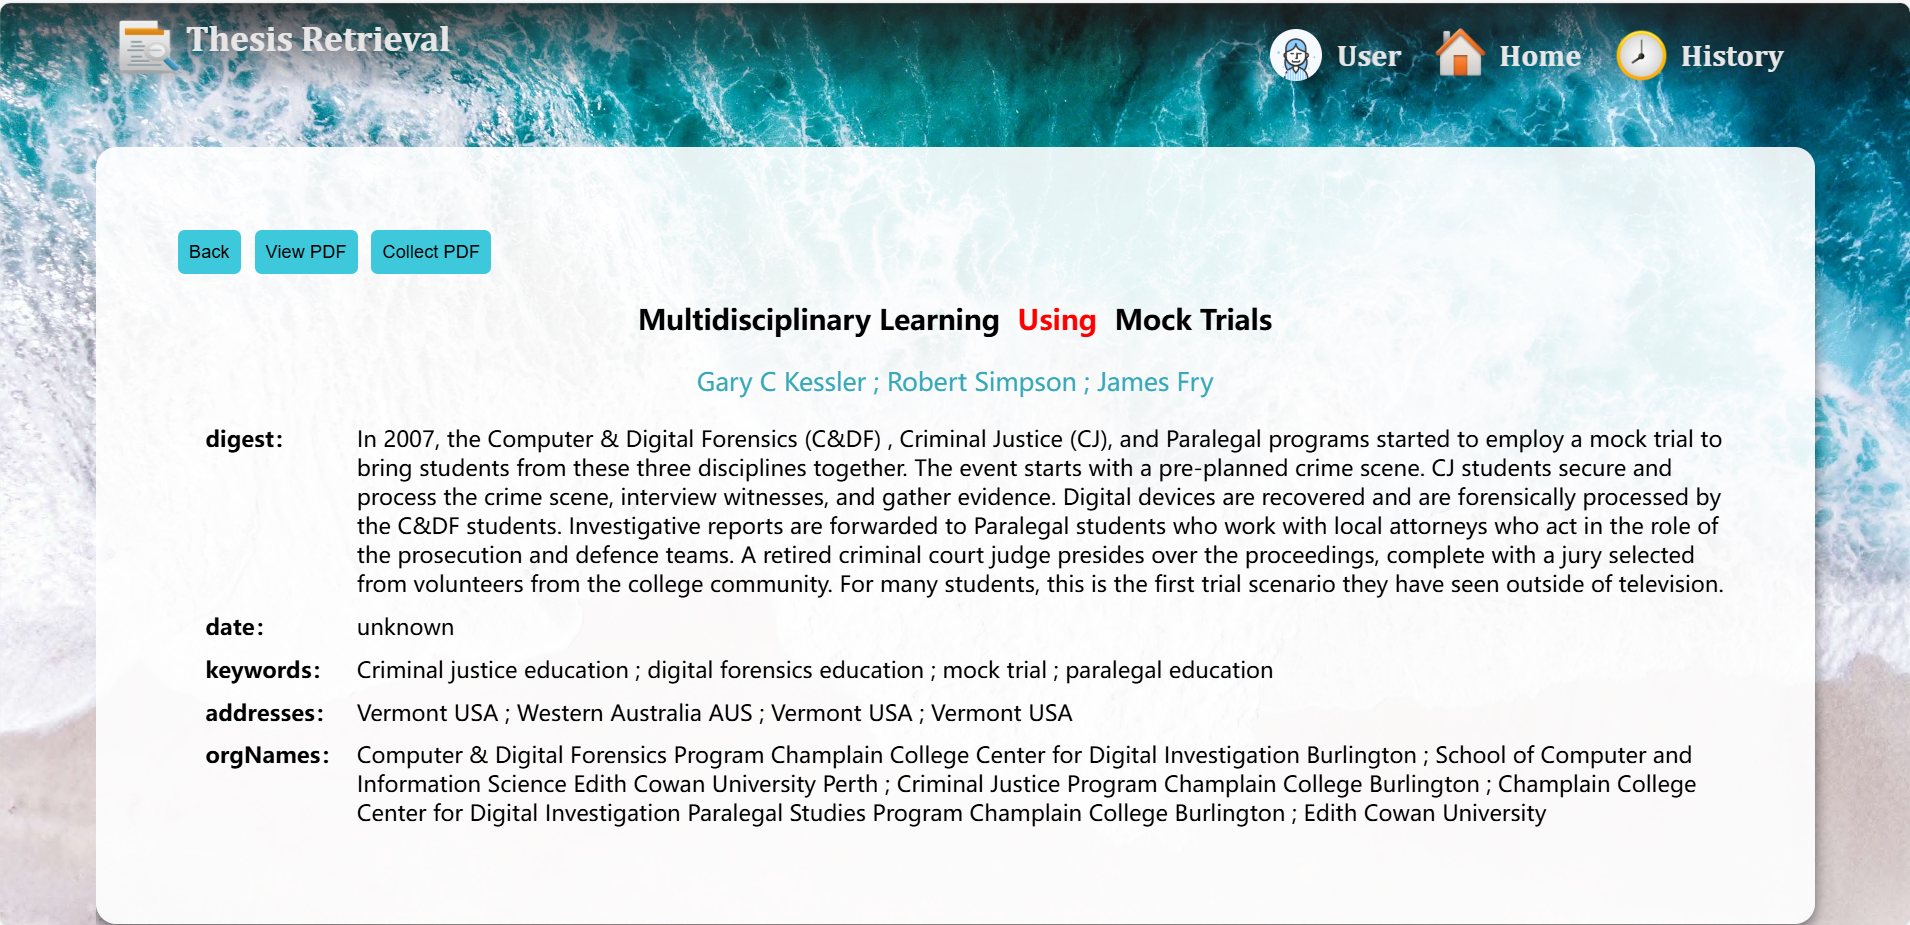 Thesis Retrieval
User
Home
History
Back
View PDF
Collect PDF
Multidisciplinary Learning Using Mock Trials
Gary C Kessler ; Robert Simpson ; James Fry
digest: In 2007, the Computer & Digital Forensics (C&DF) , Criminal Justice (CJ), and Paralegal programs started to employ a mock trial to
bring students from these three disciplines together. The event starts with a pre-planned crime scene. CJ students secure and
process the crime scene, interview witnesses, and gather evidence. Digital devices are recovered and are forensically processed by
the C&DF students. Investigative reports are forwarded to Paralegal students who work with local attorneys who act in the role of
the prosecution and defence teams. A retired criminal court judge presides over the proceedings, complete with a jury selected
from volunteers from the college community. For many students, this is the first trial scenario they have seen outside of television.
date: unknown
keywords: Criminal justice education ; digital forensics education ; mock trial ; paralegal education
addresses: Vermont USA ; Western Australia AUS ; Vermont USA ; Vermont USA
orgNames: Computer & Digital Forensics Program Champlain College Center for Digital Investigation Burlington ; School of Computer and
Information Science Edith Cowan University Perth ; Criminal Justice Program Champlain College Burlington ; Champlain College
Center for Digital Investigation Paralegal Studies Program Champlain College Burlington ; Edith Cowan University